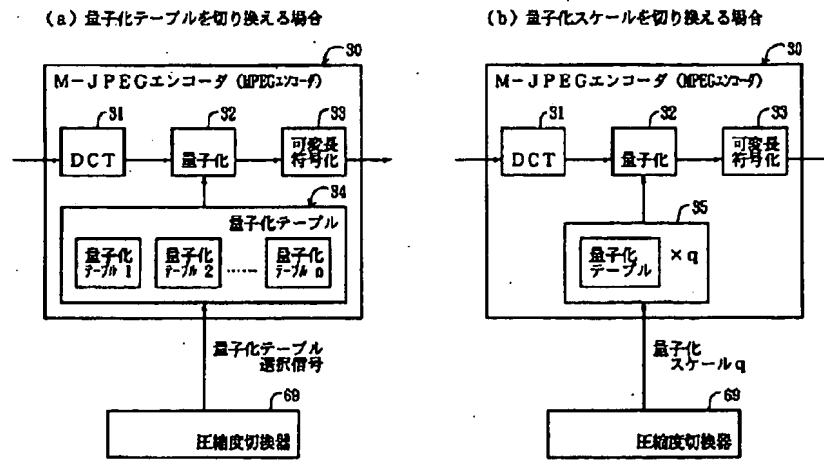 (a) 量子化テーブルを切り換える場合
30
M-JPEGエンコーダ (MPEGエンコーダ)
31
32
33
DCT
量子化
可変長
符号化
34
量子化テーブル
量子化
テーブル 1
量子化
テーブル 2
……
量子化
テーブル n
量子化テーブル
選択信号
69
圧縮度切換器
(b) 量子化スケールを切り換える場合
30
M-JPEGエンコーダ (MPEGエンコーダ)
31
32
33
DCT
量子化
可変長
符号化
35
量子化
テーブル
×q
量子化
スケールq
69
圧縮度切換器